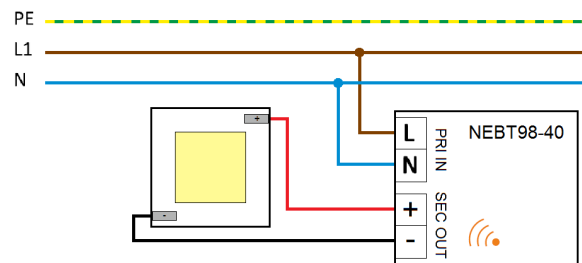 PE
L1
N
+
-
L
N
+
-
PRI IN
SEC OUT
NEBT98-40